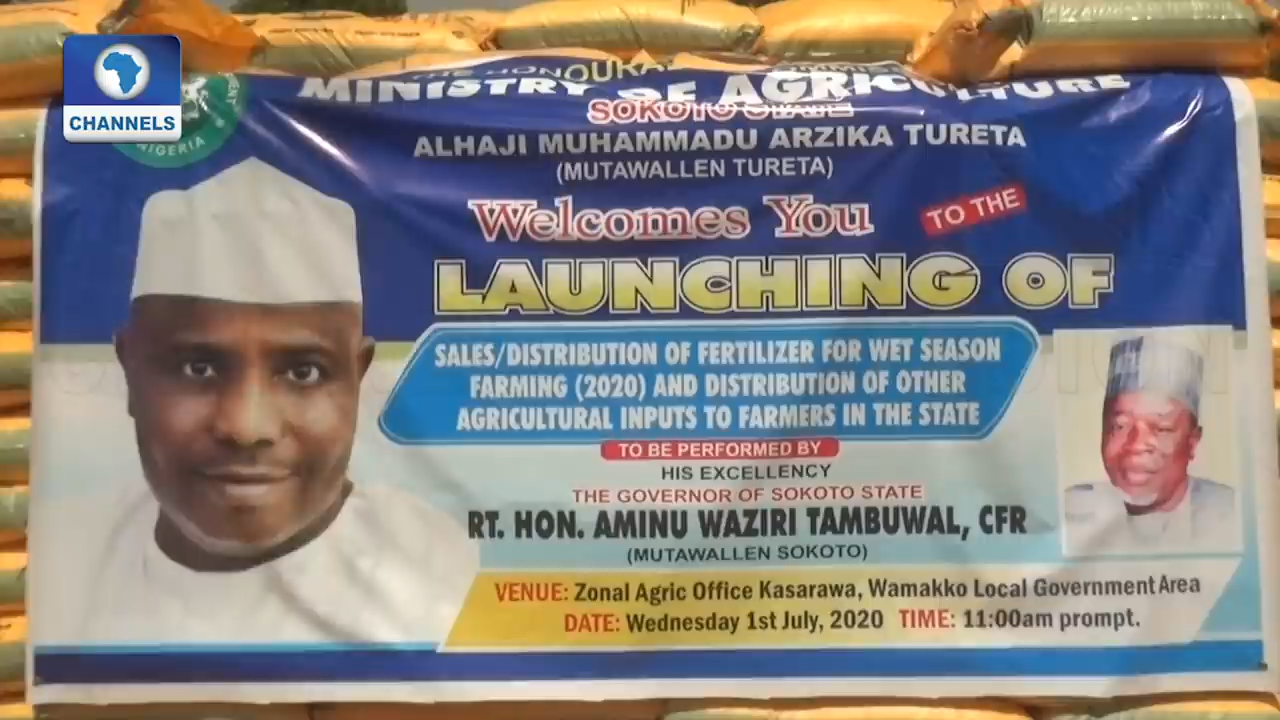 CHANNELS
NIGERIA
MINISTRY OF AGRICULTURE
SOKOTO STATE
ALHAJI MUHAMMADU ARZIKA TURETA
(MUTAWALLEN TURETA)
Welcomes You TO THE
LAUNCHING OF
SALES/DISTRIBUTION OF FERTILIZER FOR WET SEASON
FARMING (2020) AND DISTRIBUTION OF OTHER
AGRICULTURAL INPUTS TO FARMERS IN THE STATE
TO BE PERFORMED BY
HIS EXCELLENCY
THE GOVERNOR OF SOKOTO STATE
RT. HON. AMINU WAZIRI TAMBUWAL, CFR
(MUTAWALLEN SOKOTO)
VENUE: Zonal Agric Office Kasarawa, Wamakko Local Government Area
DATE: Wednesday 1st July, 2020 TIME: 11:00am prompt.